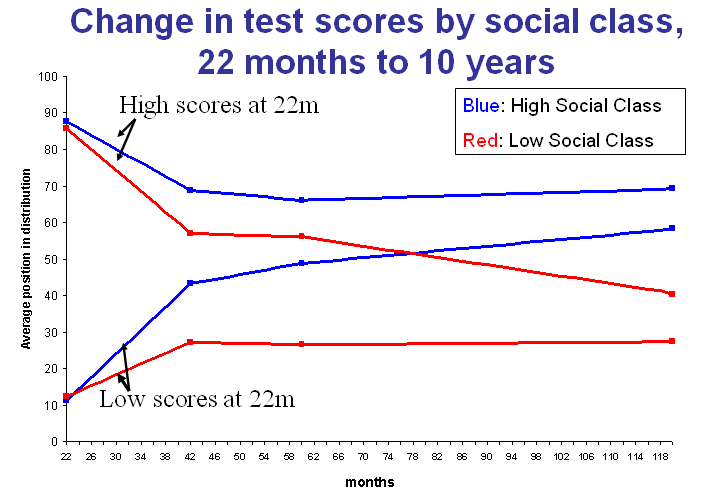 Change in test scores by social class,
22 months to 10 years
High scores at 22m
Blue: High Social Class
Red: Low Social Class
Average position in distribution
100
90
80
70
60
50
40
30
20
10
0
Low scores at 22m
22 26 30 34 38 42 46 50 54 58 62 66 70 74 78 82 86 90 94 98 102 106 110 114 118
months